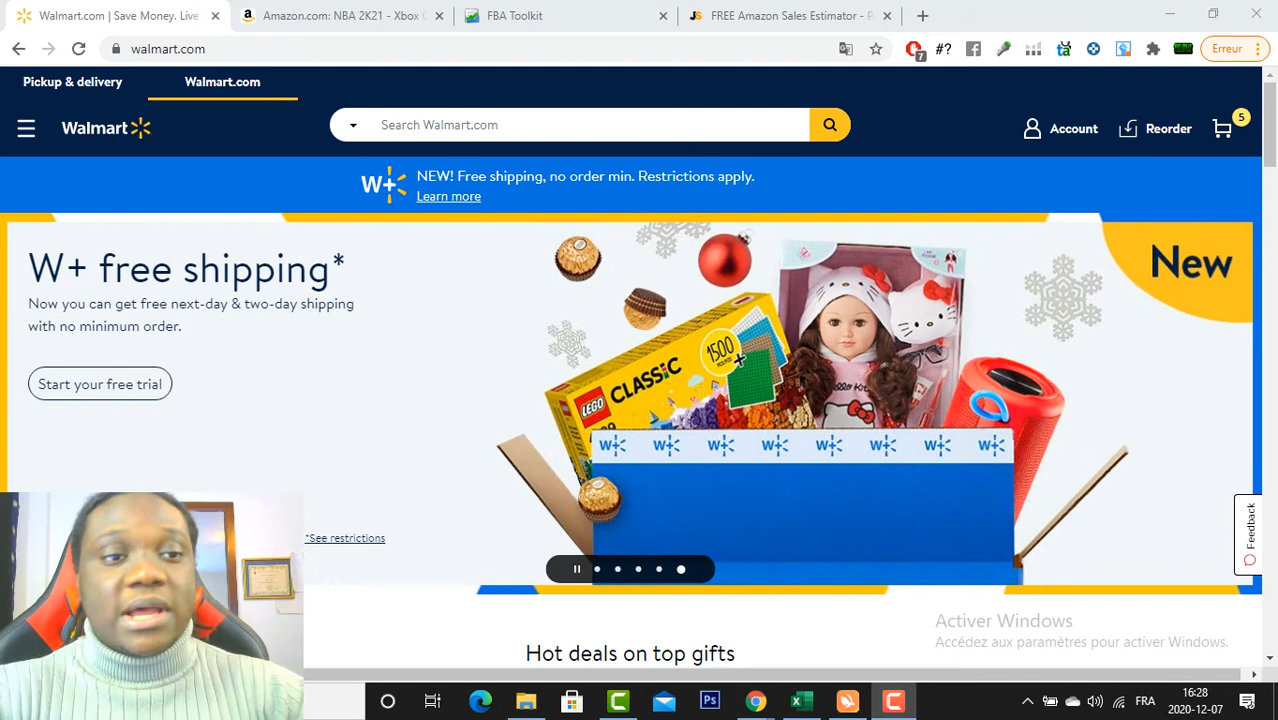 Walmart.com | Save Money. Live
Amazon.com: NBA 2K21 - Xbox
FBA Toolkit
FREE Amazon Sales Estimator - P
walmart.com
7
#?
Erreur
Pickup & delivery
Walmart.com
Walmart
Search Walmart.com
Account
Reorder
5
W+
NEW! Free shipping, no order min. Restrictions apply.
Learn more
W+ free shipping*
New
Now you can get free next-day & two-day shipping
with no minimum order.
Start your free trial
1500
LEGO
CLASSIC
W+ W+ W+ W+ W+ W+ W+ W+
Feedback
*See restrictions
Activer Windows
Accédez aux paramètres pour activer Windows.
Hot deals on top gifts
Ps
FRA
16:28
2020-12-07